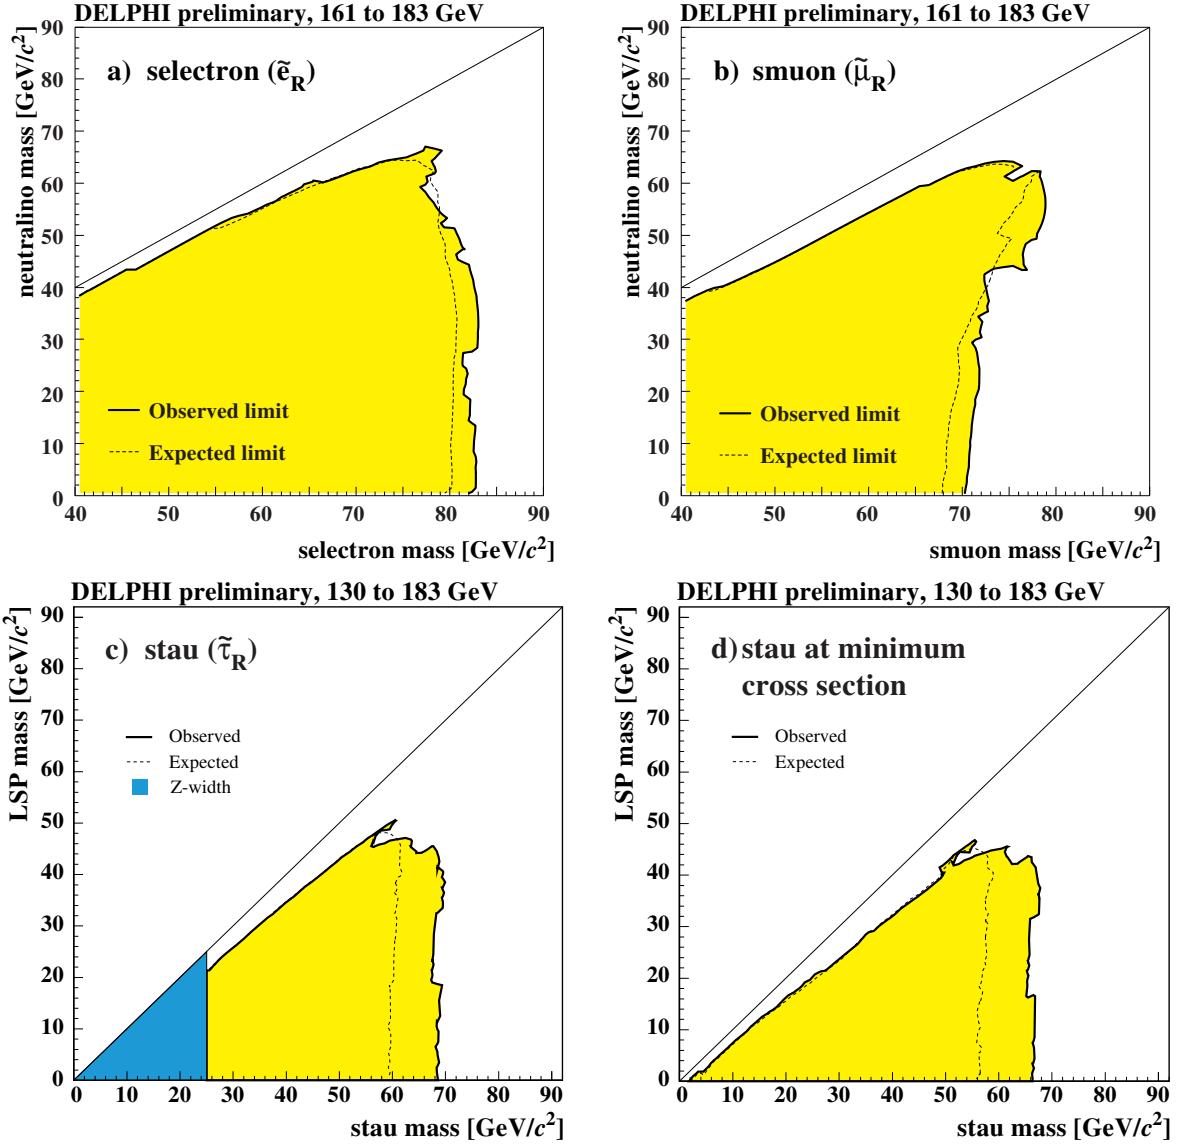 DELPHI preliminary, 161 to 183 GeV
neutralino mass [GeV/c²]
90
80
70
60
50
40
30
20
10
0
a) selectron (ẽ_R)
Observed limit
Expected limit
40 50 60 70 80 90
selectron mass [GeV/c²]
DELPHI preliminary, 161 to 183 GeV
neutralino mass [GeV/c²]
90
80
70
60
50
40
30
20
10
0
b) smuon (μ̃_R)
Observed limit
Expected limit
40 50 60 70 80 90
smuon mass [GeV/c²]
DELPHI preliminary, 130 to 183 GeV
LSP mass [GeV/c²]
90
80
70
60
50
40
30
20
10
0
c) stau (τ̃_R)
Observed
Expected
Z-width
0 10 20 30 40 50 60 70 80 90
stau mass [GeV/c²]
DELPHI preliminary, 130 to 183 GeV
LSP mass [GeV/c²]
90
80
70
60
50
40
30
20
10
0
d) stau at minimum
cross section
Observed
Expected
0 10 20 30 40 50 60 70 80 90
stau mass [GeV/c²]